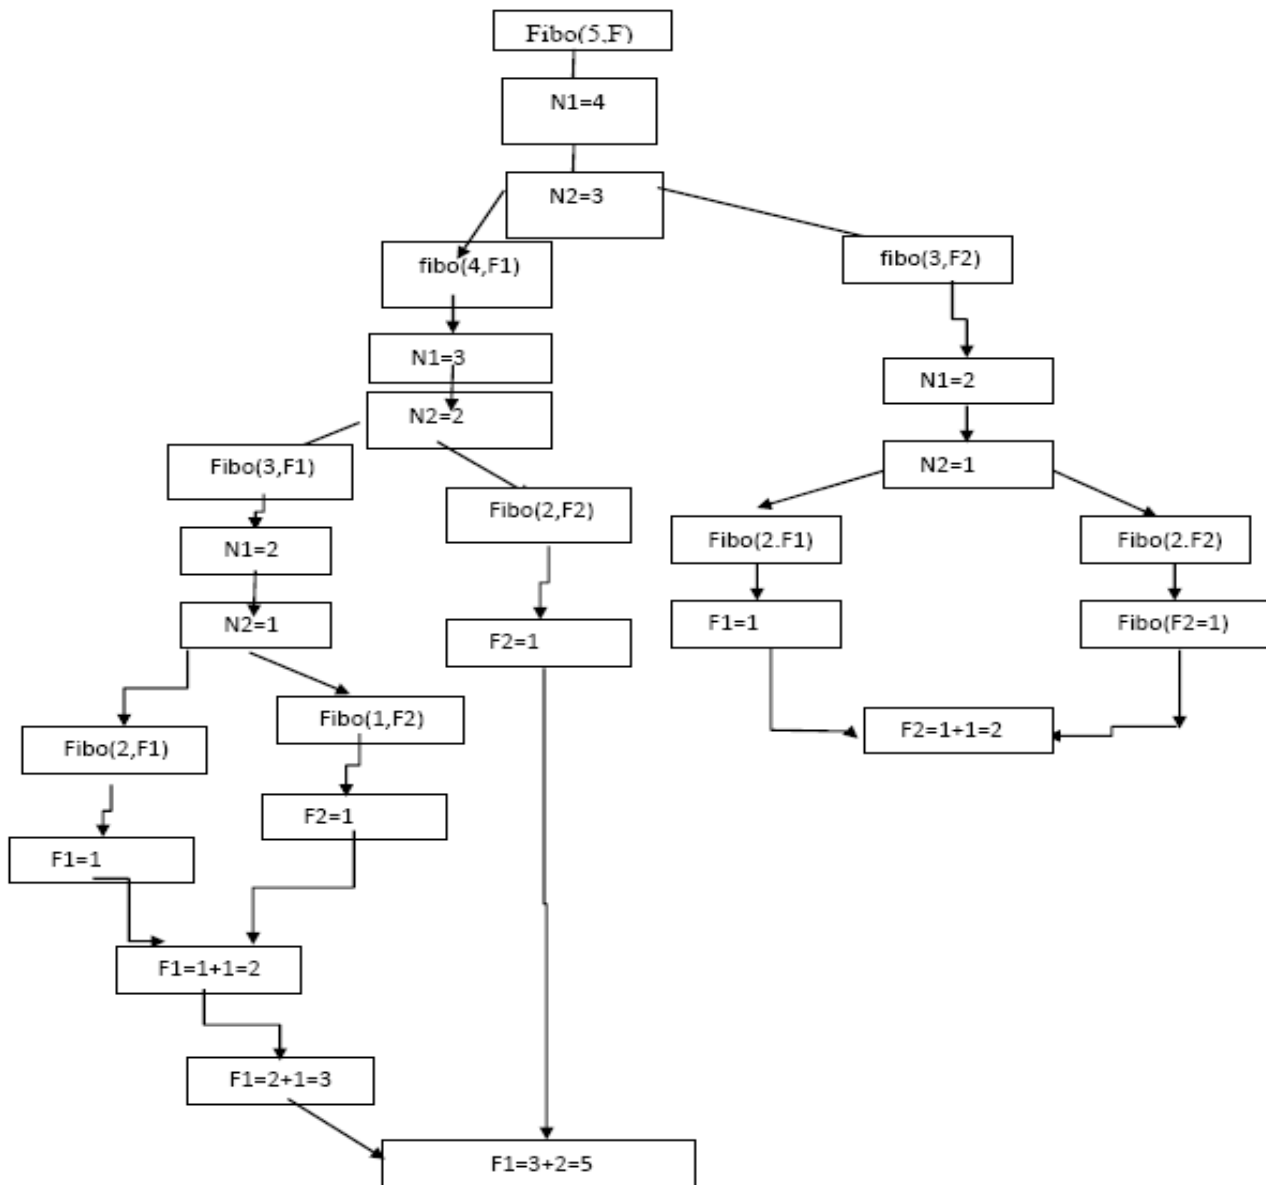 Fibo(5,F)
N1=4
N2=3
fibo(4,F1)
fibo(3,F2)
N1=3
N1=2
N2=2
N2=1
Fibo(3,F1)
Fibo(2,F2)
Fibo(2.F1)
Fibo(2.F2)
N1=2
N2=1
F2=1
F1=1
Fibo(F2=1)
Fibo(2,F1)
Fibo(1,F2)
F2=1+1=2
F1=1
F2=1
F1=1+1=2
F1=2+1=3
F1=3+2=5